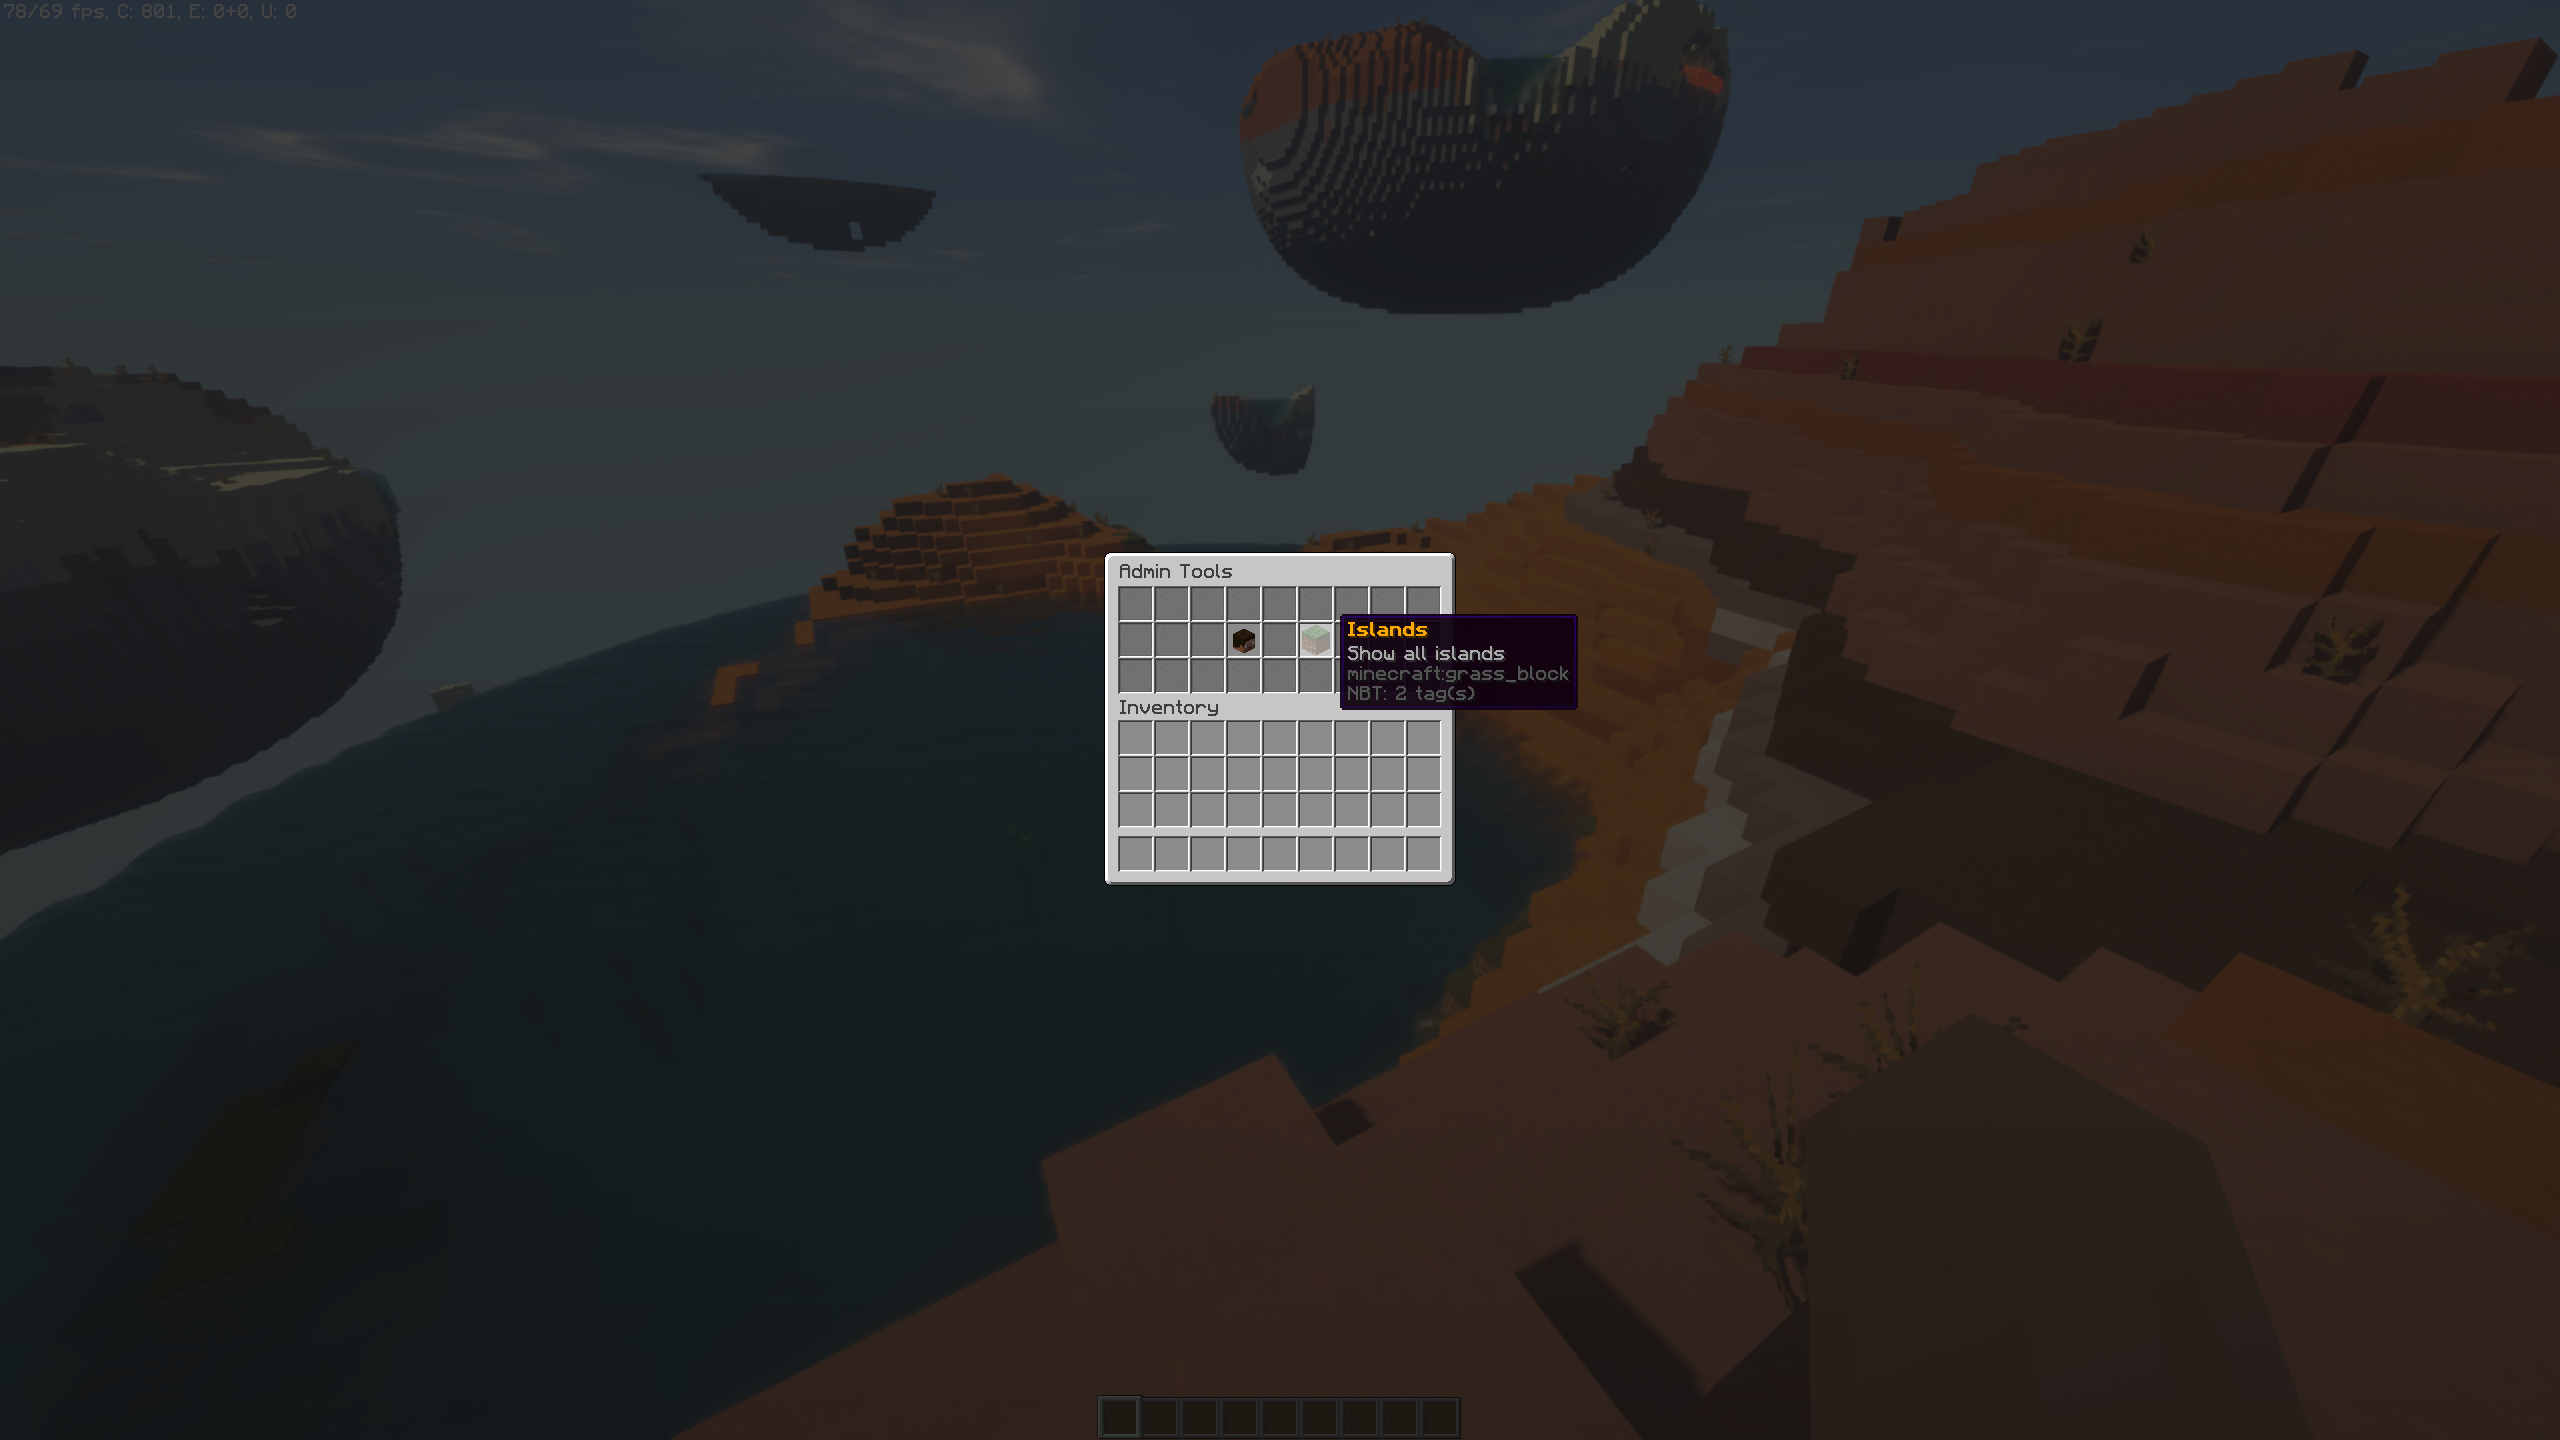 78/69 fps, C: 801, E: 0+0, U: 0
Admin Tools
Islands
Show all islands
minecraft:grass_block
NBT: 2 tag(s)
Inventory